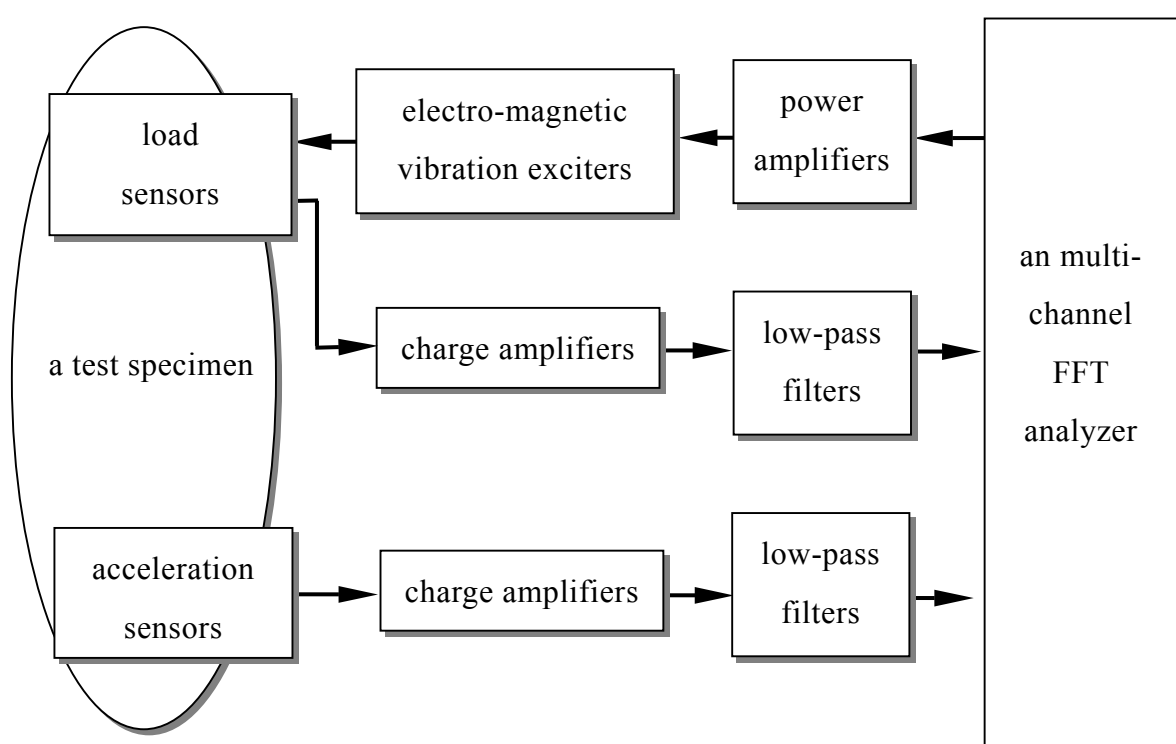 load
sensors
electro-magnetic
vibration exciters
power
amplifiers
an multi-
channel
FFT
analyzer
a test specimen
charge amplifiers
low-pass
filters
acceleration
sensors
charge amplifiers
low-pass
filters